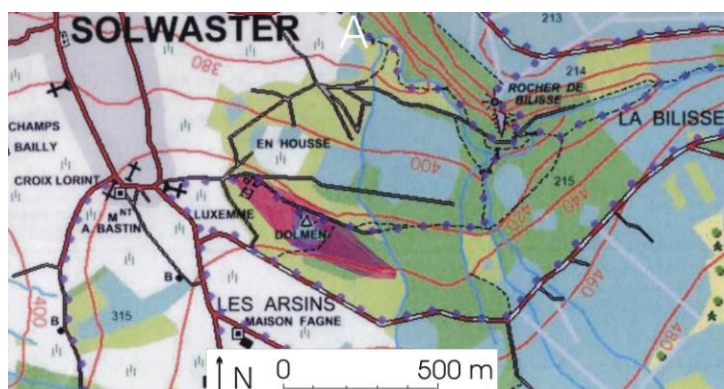 SOLWASTER
A
213
380
214
ROCHER DE
BILISSE
CHAMPS
BAILLY
EN HOUSSE
LA BILISSE
400
CROIX LORINT
215
MNT
A. BASTIN
LUXEMME
DOLMEN
420
440
B
460
LES ARSINS
400
315
MAISON FAGNE
B
480
N
0
500 m